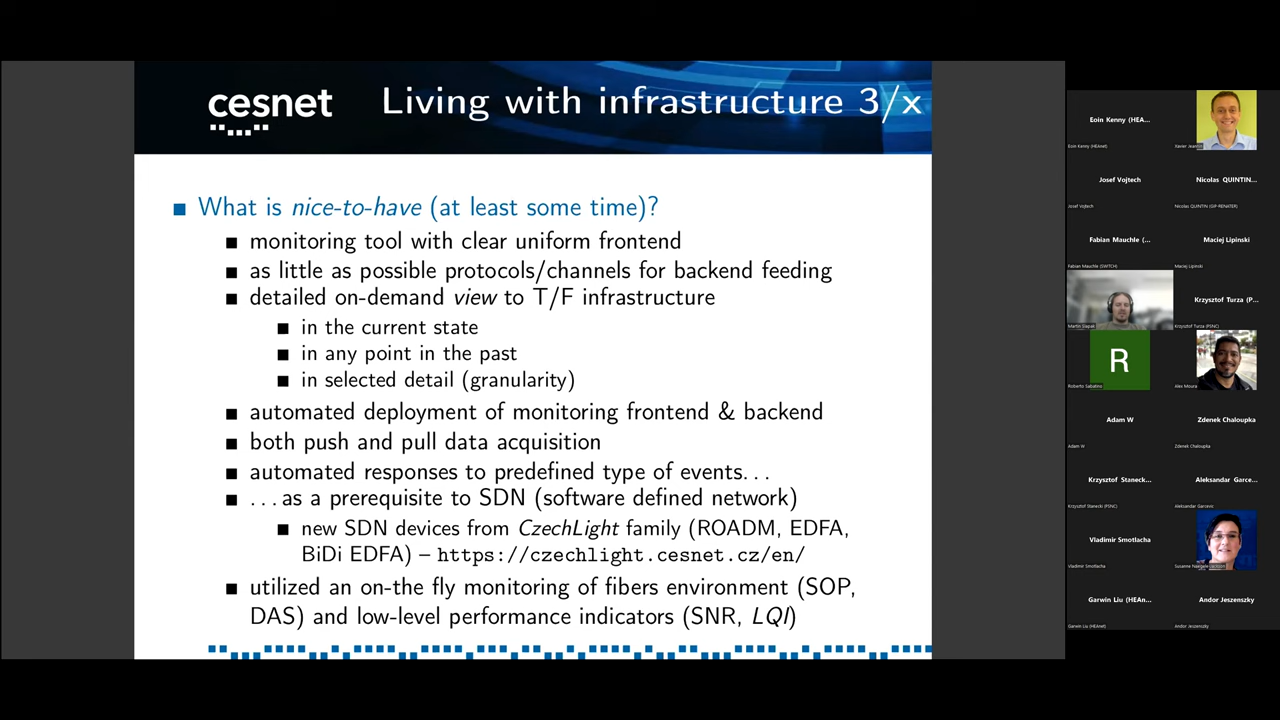 cesnet
Living with infrastructure 3/x
What is nice-to-have (at least some time)?
monitoring tool with clear uniform frontend
as little as possible protocols/channels for backend feeding
detailed on-demand view to T/F infrastructure
in the current state
in any point in the past
in selected detail (granularity)
automated deployment of monitoring frontend & backend
both push and pull data acquisition
automated responses to predefined type of events...
...as a prerequisite to SDN (software defined network)
new SDN devices from CzechLight family (ROADM, EDFA,
BiDi EDFA) – https://czechlight.cesnet.cz/en/
utilized an on-the fly monitoring of fibers environment (SOP,
DAS) and low-level performance indicators (SNR, LQI)
Eoin Kenny (HEA...
Eoin Kenny (HEAnet)
Xavier Jeannin
Josef Vojtech
Nicolas QUINTIN...
Josef Vojtech
Nicolas QUINTIN (GIP-RENATER)
Fabian Mauchle (...
Maciej Lipinski
Fabian Mauchle (SWITCH)
Maciej Lipinski
Krzysztof Turza (P...
Martin Slapak
Krzysztof Turza (PSNC)
R
Roberto Sabatino
Alex Moura
Adam W
Zdenek Chaloupka
Adam W
Zdenek Chaloupka
Krzysztof Staneck...
Aleksandar Garce...
Krzysztof Stanecki (PSNC)
Aleksandar Garcevic
Vladimir Smotlacha
Vladimir Smotlacha
Susanne Naegele-Jackson
Garwin Liu (HEAn...
Andor Jeszenszky
Garwin Liu (HEAnet)
Andor Jeszenszky